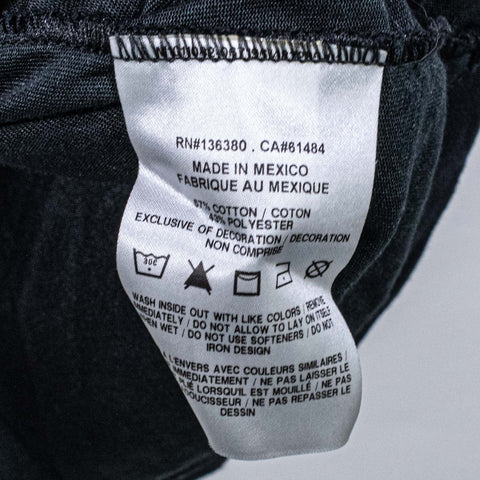 RN#136380 . CA#61484
MADE IN MEXICO
FABRIQUE AU MEXIQUE
57% COTTON / COTON
43% POLYESTER
EXCLUSIVE OF DECORATION / DECORATION
NON COMPRISE
30C
WASH INSIDE OUT WITH LIKE COLORS / REMOVE
IMMEDIATELY / DO NOT ALLOW TO LAY ON ITSELF
WHEN WET / DO NOT USE SOFTENERS / DO NOT
IRON DESIGN
L'ENVERS AVEC COULEURS SIMILAIRES /
IMMEDIATEMENT / NE PAS LAISSER LE
PLIÉ LORSQU'IL EST MOUILLÉ / NE PAS
ADOUCISSEUR / NE PAS REPASSER LE
DESSIN